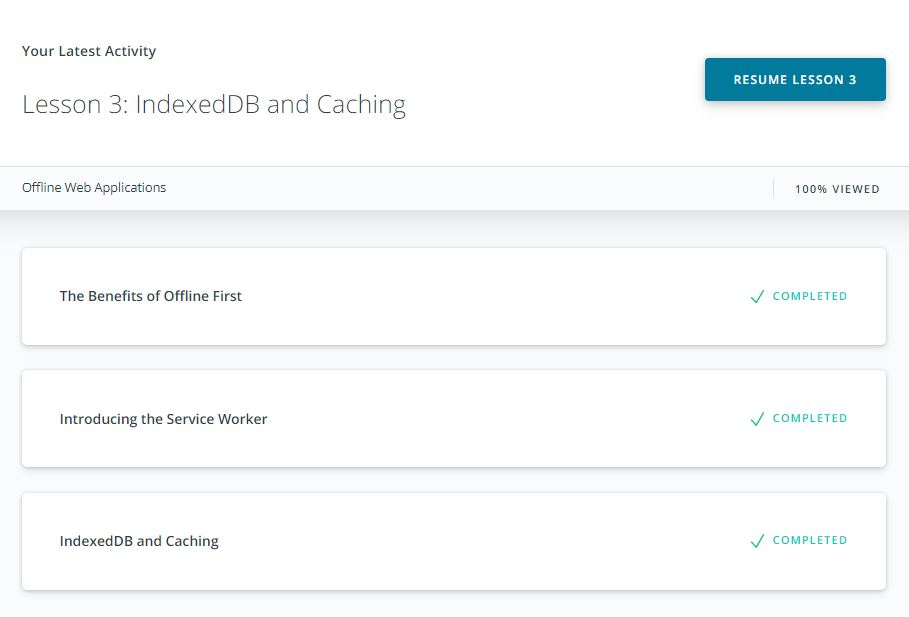 Your Latest Activity
RESUME LESSON 3
Lesson 3: IndexedDB and Caching
Offline Web Applications
100% VIEWED
The Benefits of Offline First
COMPLETED
Introducing the Service Worker
COMPLETED
IndexedDB and Caching
COMPLETED